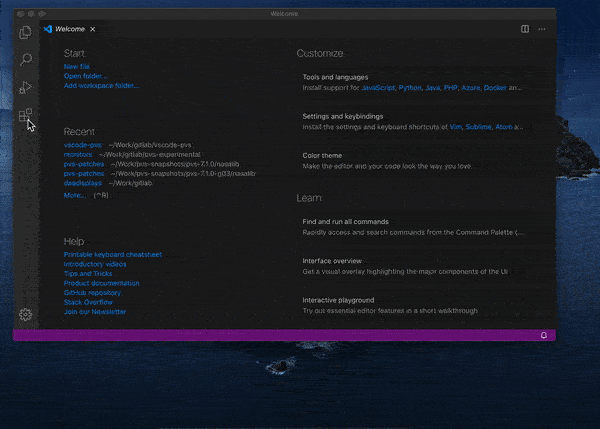 Welcome
Welcome
Start
New file
Open folder...
Add workspace folder...
Recent
vscode-pvs ~/Work/gitlab/vscode-pvs
monitors ~/Work/gitlab/pvs-experimental
pvs-patches ~/Work/pvs-snapshots/pvs-7.1.0/nasalib
pvs-patches ~/Work/pvs-snapshots/pvs-7.1.0-g03/nasalib
daadisplays ~/Work/gitlab
More... (^R)
Help
Printable keyboard cheatsheet
Introductory videos
Tips and Tricks
Product documentation
GitHub repository
Stack Overflow
Join our Newsletter
Customize
Tools and languages
Install support for JavaScript, Python, Java, PHP, Azure, Docker an...
Settings and keybindings
Install the settings and keyboard shortcuts of Vim, Sublime, Atom a...
Color theme
Make the editor and your code look the way you love
Learn
Find and run all commands
Rapidly access and search commands from the Command Palette (...
Interface overview
Get a visual overlay highlighting the major components of the UI
Interactive playground
Try out essential editor features in a short walkthrough